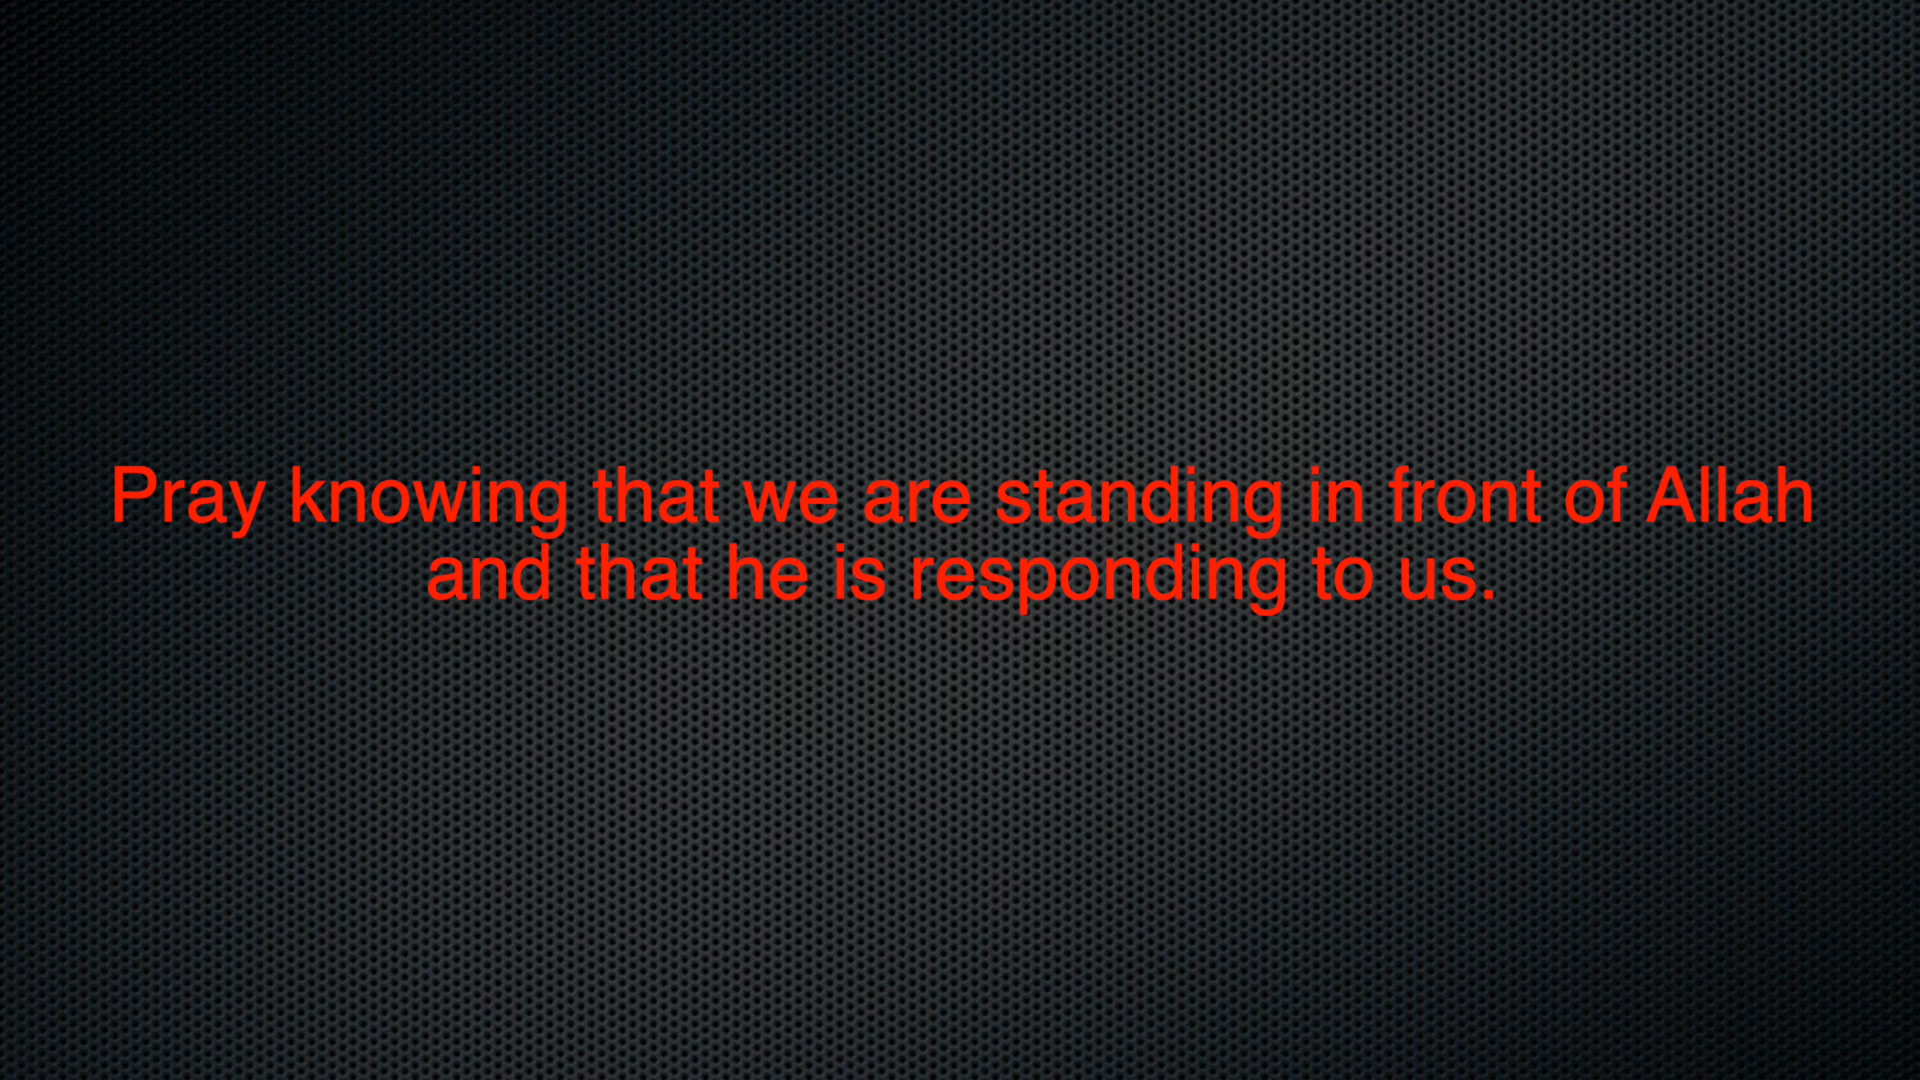 Pray knowing that we are standing in front of Allah
and that he is responding to us.